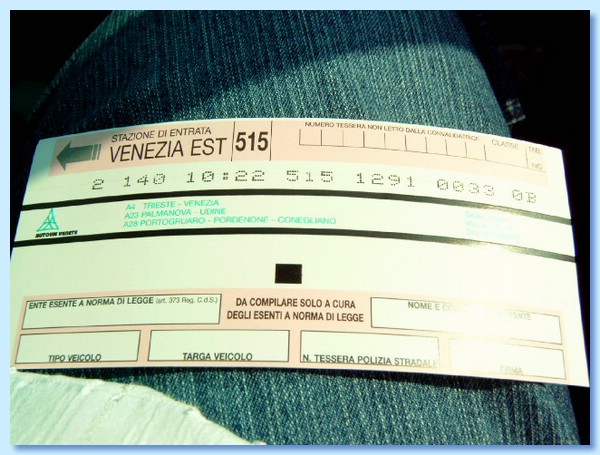 STAZIONE DI ENTRATA
VENEZIA EST 515
NUMERO TESSERA NON LETTO DALLA CONVALIDATRICE CLASSE TAB. NO.
2 140 10:22 515 1291 0033 0B
A4 TRIESTE - VENEZIA
A23 PALMANOVA - UDINE
A28 PORTOGRUARO - PORDENONE - CONEGLIANO
AUTOVIE VENETE
ENTE ESENTE A NORMA DI LEGGE (art. 373 Reg. C.d.S.)
DA COMPILARE SOLO A CURA
DEGLI ESENTI A NORMA DI LEGGE
NOME E
TIPO VEICOLO
TARGA VEICOLO
N. TESSERA POLIZIA STRADALE
FIRMA